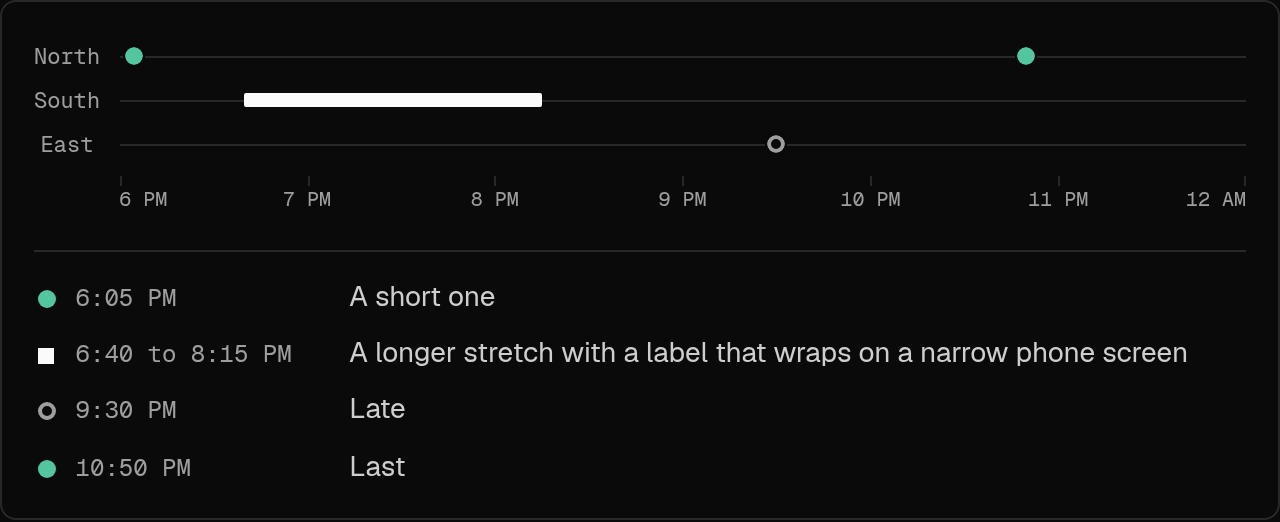 North
South
East
6 PM 7 PM 8 PM 9 PM 10 PM 11 PM 12 AM
6:05 PM A short one
6:40 to 8:15 PM A longer stretch with a label that wraps on a narrow phone screen
9:30 PM Late
10:50 PM Last